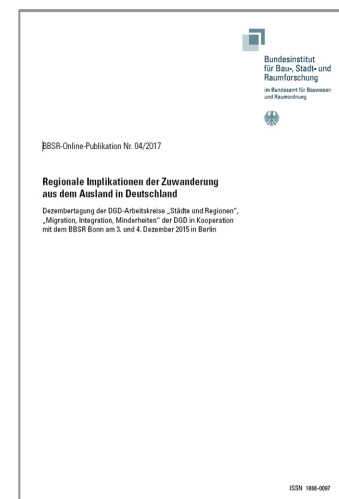 Bundesinstitut
für Bau-, Stadt- und
Raumforschung
im Bundesamt für Bauwesen
und Raumordnung
BBSR-Online-Publikation Nr. 04/2017
Regionale Implikationen der Zuwanderung
aus dem Ausland in Deutschland
Dezembertagung der DGD-Arbeitskreise „Städte und Regionen“,
„Migration, Integration, Minderheiten“ der DGD in Kooperation
mit dem BBSR Bonn am 3. und 4. Dezember 2015 in Berlin
ISSN 1868-0097